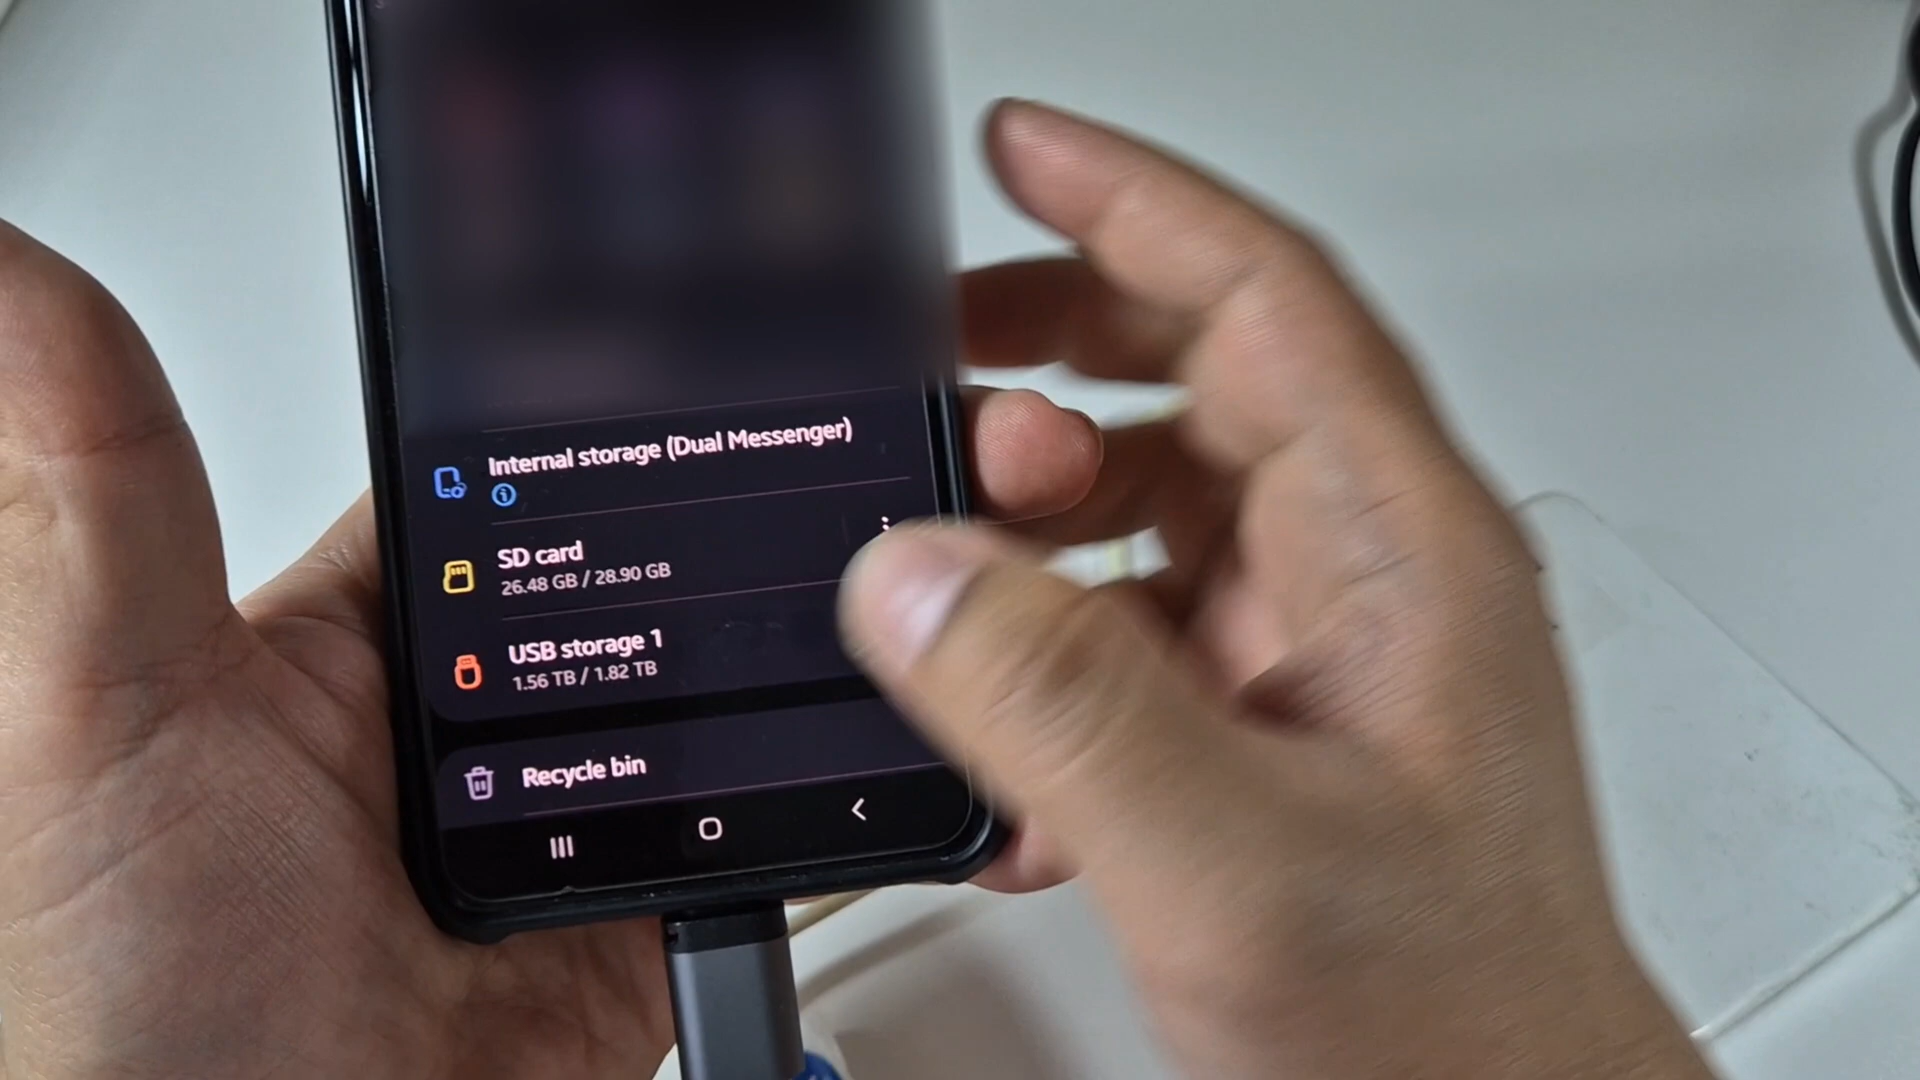 Internal storage (Dual Messenger)
SD card
26.48 GB / 28.90 GB
USB storage 1
1.56 TB / 1.82 TB
Recycle bin